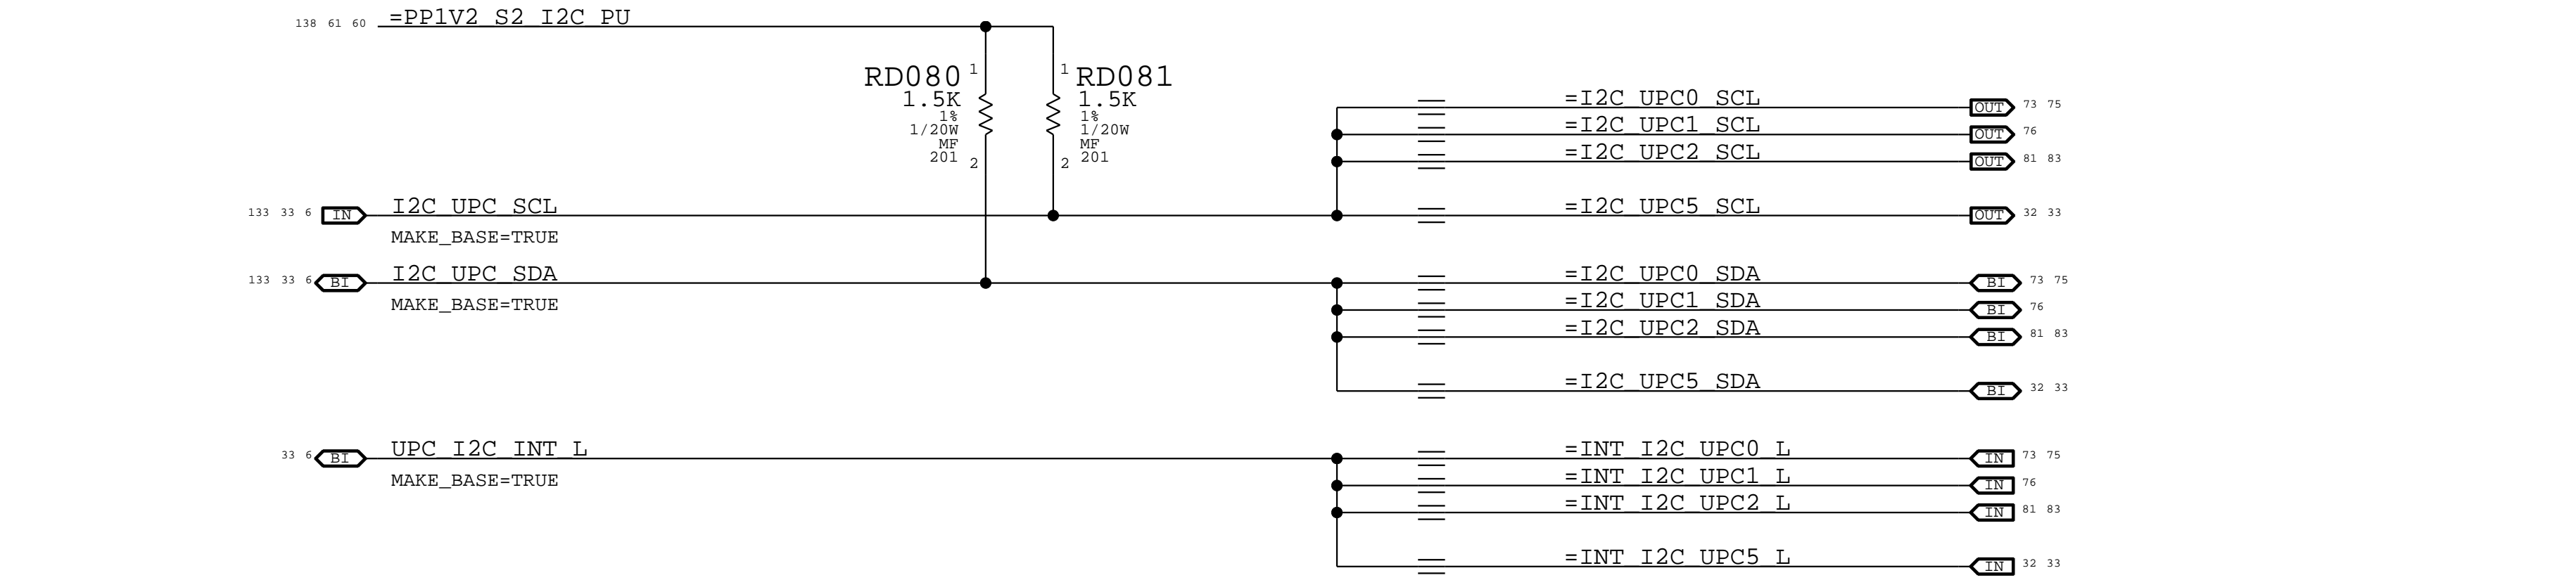 138 61 60 =PP1V2_S2_I2C_PU
RD080 1 1 RD081
1.5K 1.5K
1% 1%
1/20W 1/20W
MF MF
201 2 2 201
=I2C_UPC0_SCL OUT 73 75
=I2C_UPC1_SCL OUT 76
=I2C_UPC2_SCL OUT 81 83
133 33 6 IN I2C_UPC_SCL =I2C_UPC5_SCL OUT 32 33
MAKE_BASE=TRUE
133 33 6 BI I2C_UPC_SDA =I2C_UPC0_SDA BI 73 75
MAKE_BASE=TRUE =I2C_UPC1_SDA BI 76
=I2C_UPC2_SDA BI 81 83
=I2C_UPC5_SDA BI 32 33
33 6 BI UPC_I2C_INT_L =INT_I2C_UPC0_L IN 73 75
MAKE_BASE=TRUE =INT_I2C_UPC1_L IN 76
=INT_I2C_UPC2_L IN 81 83
=INT_I2C_UPC5_L IN 32 33